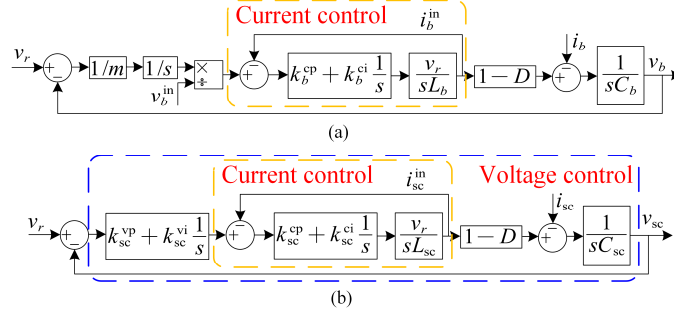 Current control
i_b^in
v_r
1/m
1/s
×
÷
v_b^in
k_b^cp + k_b^ci 1/s
v_r/sL_b
1−D
i_b
1/sC_b
v_b
(a)
Current control
i_sc^in
Voltage control
v_r
k_sc^vp + k_sc^vi 1/s
k_sc^cp + k_sc^ci 1/s
v_r/sL_sc
1−D
i_sc
1/sC_sc
v_sc
(b)